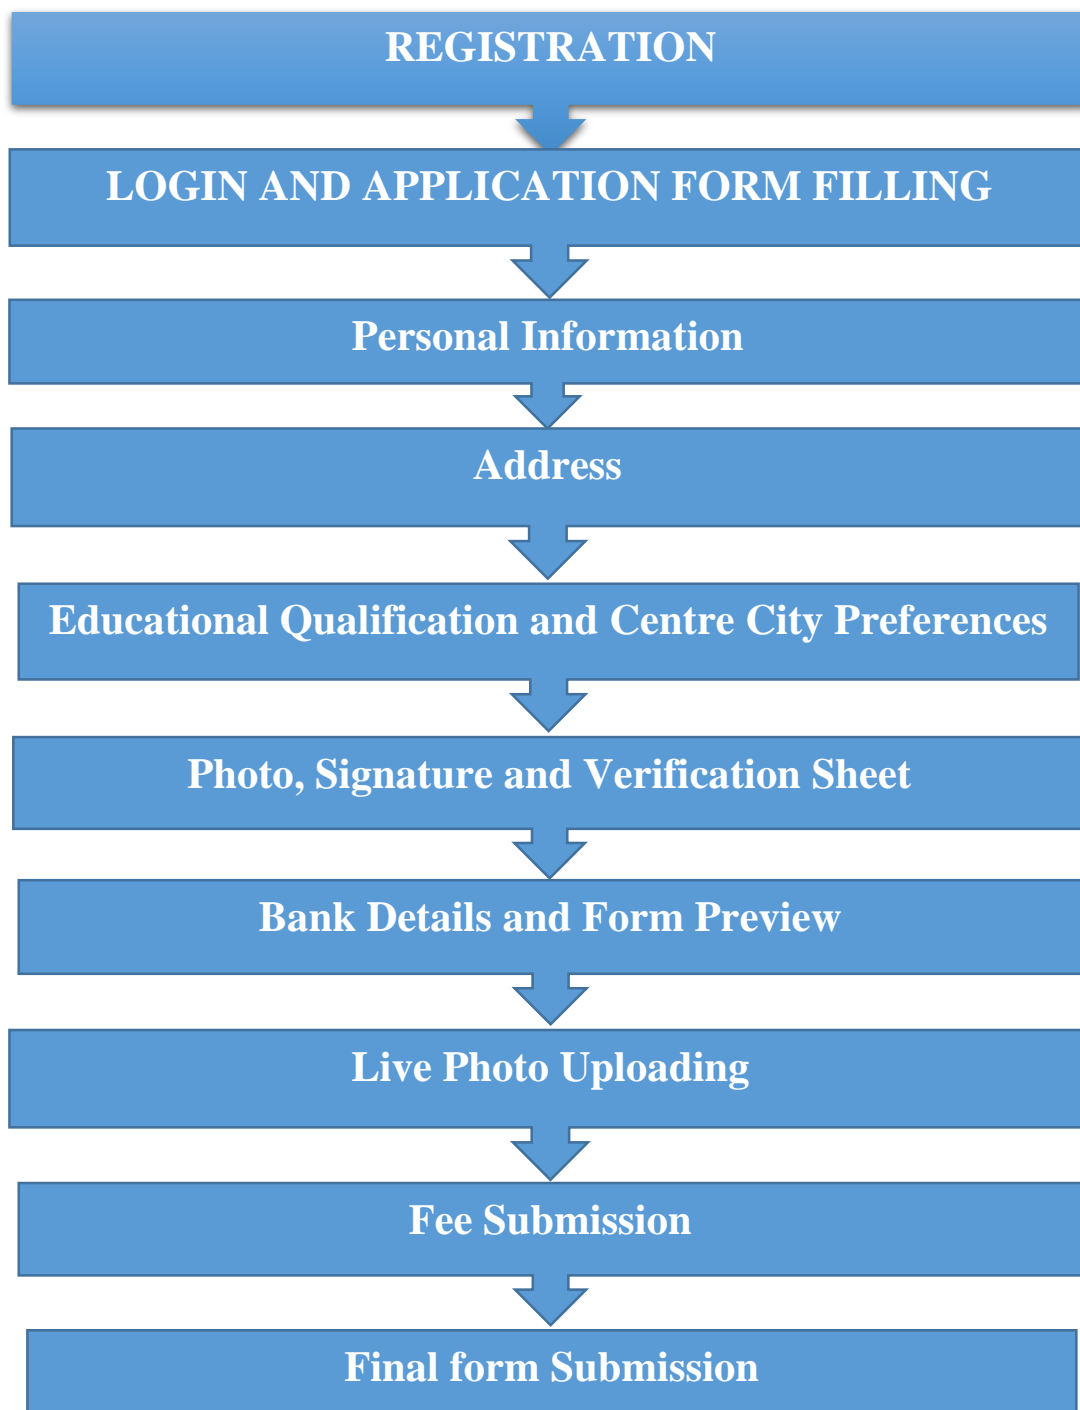 REGISTRATION
LOGIN AND APPLICATION FORM FILLING
Personal Information
Address
Educational Qualification and Centre City Preferences
Photo, Signature and Verification Sheet
Bank Details and Form Preview
Live Photo Uploading
Fee Submission
Final form Submission